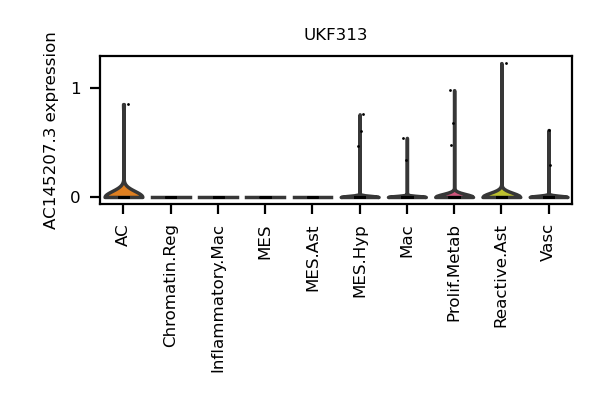 UKF313
AC145207.3 expression
1
0
AC
Chromatin.Reg
Inflammatory.Mac
MES
MES.Ast
MES.Hyp
Mac
Prolif.Metab
Reactive.Ast
Vasc